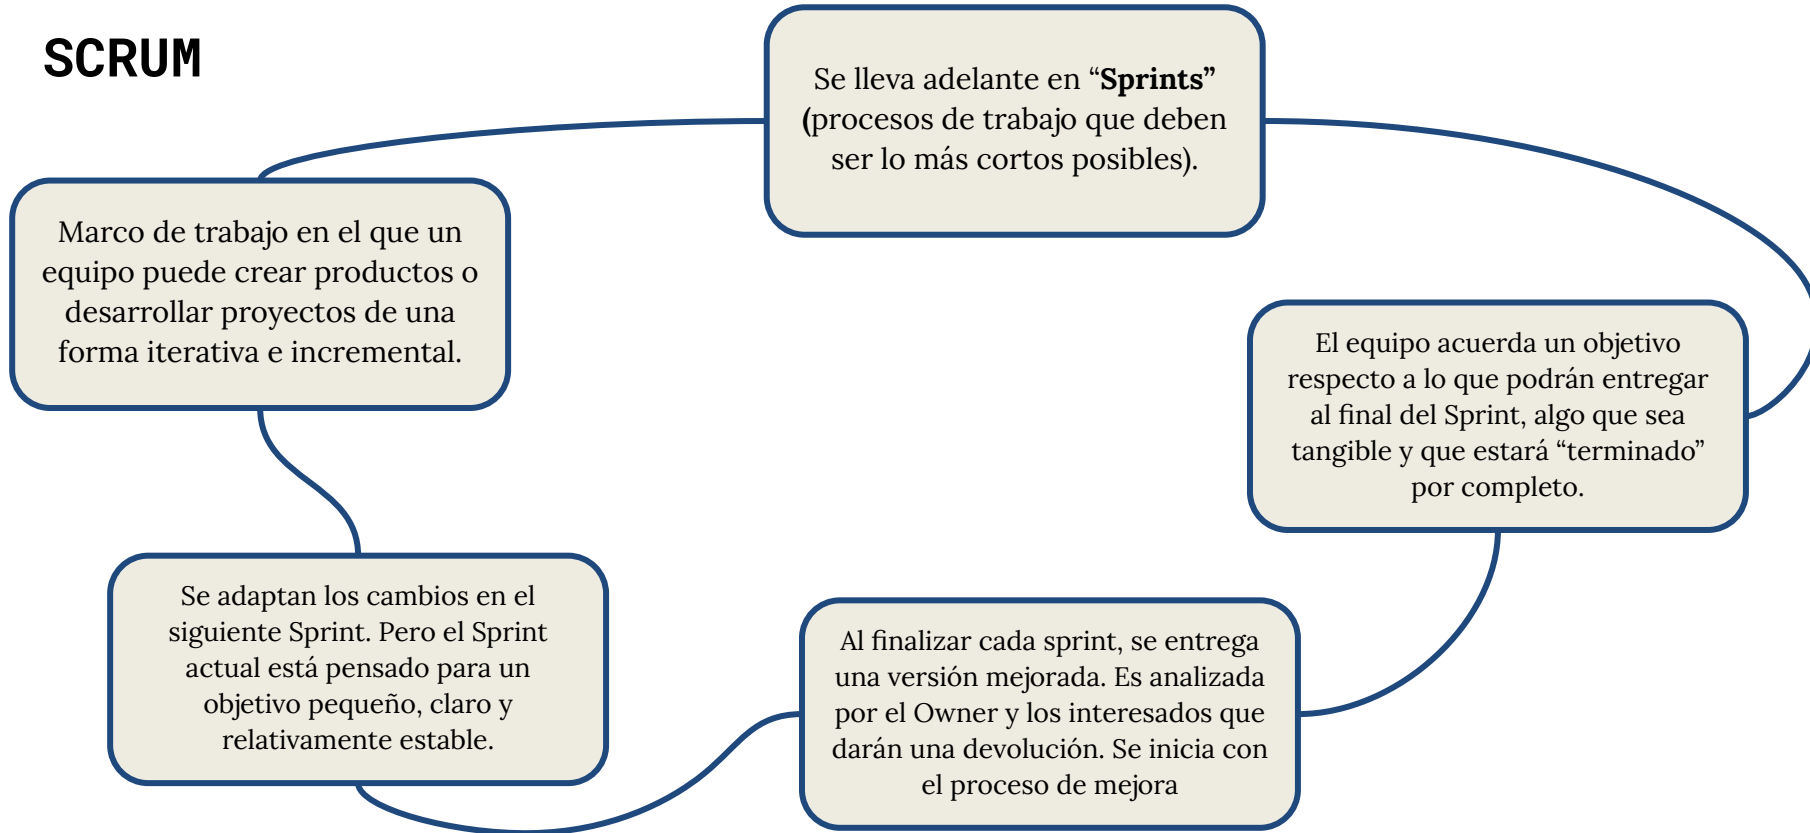 SCRUM
Se lleva adelante en “Sprints”
(procesos de trabajo que deben
ser lo más cortos posibles).
Marco de trabajo en el que un
equipo puede crear productos o
desarrollar proyectos de una
forma iterativa e incremental.
El equipo acuerda un objetivo
respecto a lo que podrán entregar
al final del Sprint, algo que sea
tangible y que estará “terminado”
por completo.
Se adaptan los cambios en el
siguiente Sprint. Pero el Sprint
actual está pensado para un
objetivo pequeño, claro y
relativamente estable.
Al finalizar cada sprint, se entrega
una versión mejorada. Es analizada
por el Owner y los interesados que
darán una devolución. Se inicia con
el proceso de mejora